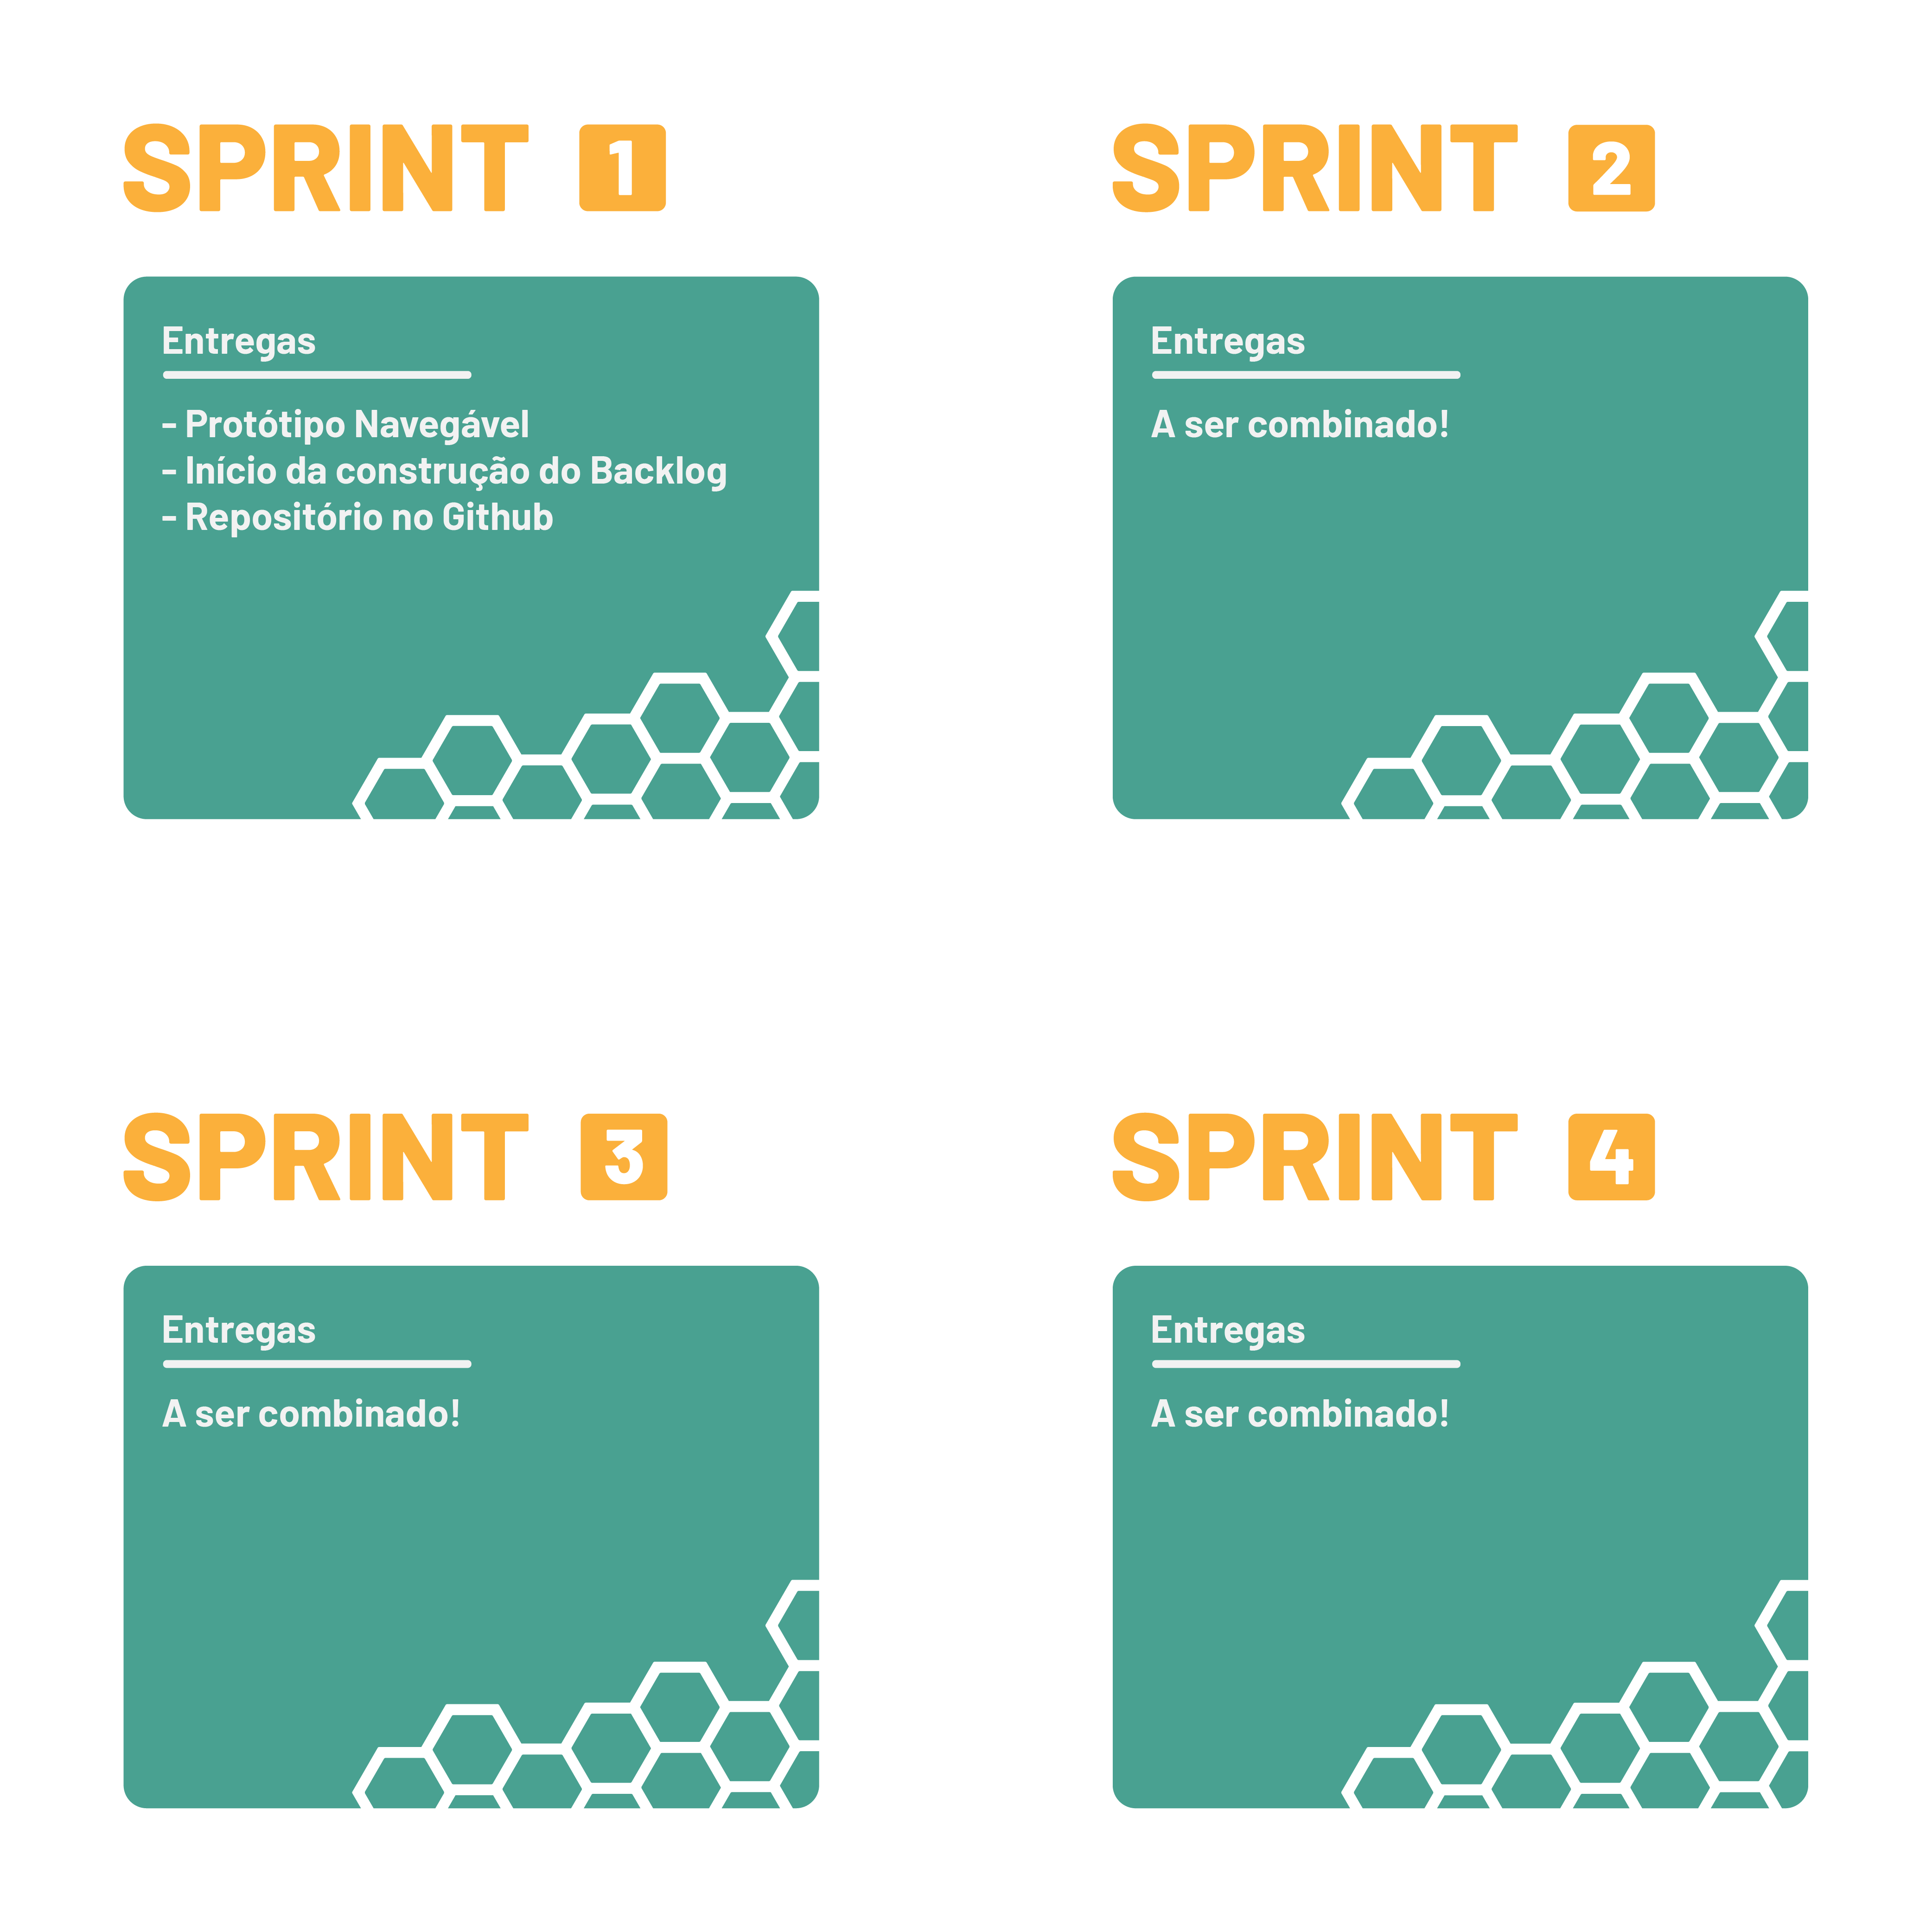 SPRINT 1
Entregas
- Protótipo Navegável
- Início da construção do Backlog
- Repositório no Github
SPRINT 2
Entregas
A ser combinado!
SPRINT 3
Entregas
A ser combinado!
SPRINT 4
Entregas
A ser combinado!